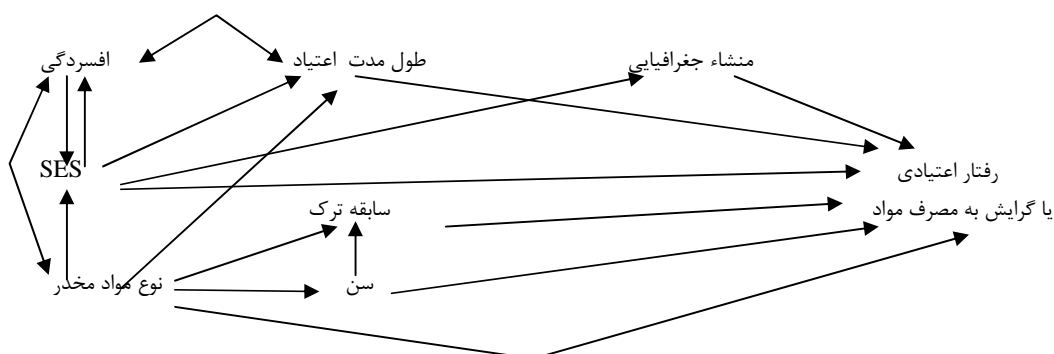 منشاء جغرافیایی
طول مدت اعتیاد
افسردگی
SES
رفتار اعتیادی
یا گرایش به مصرف مواد
سابقه ترک
سن
نوع مواد مخدر